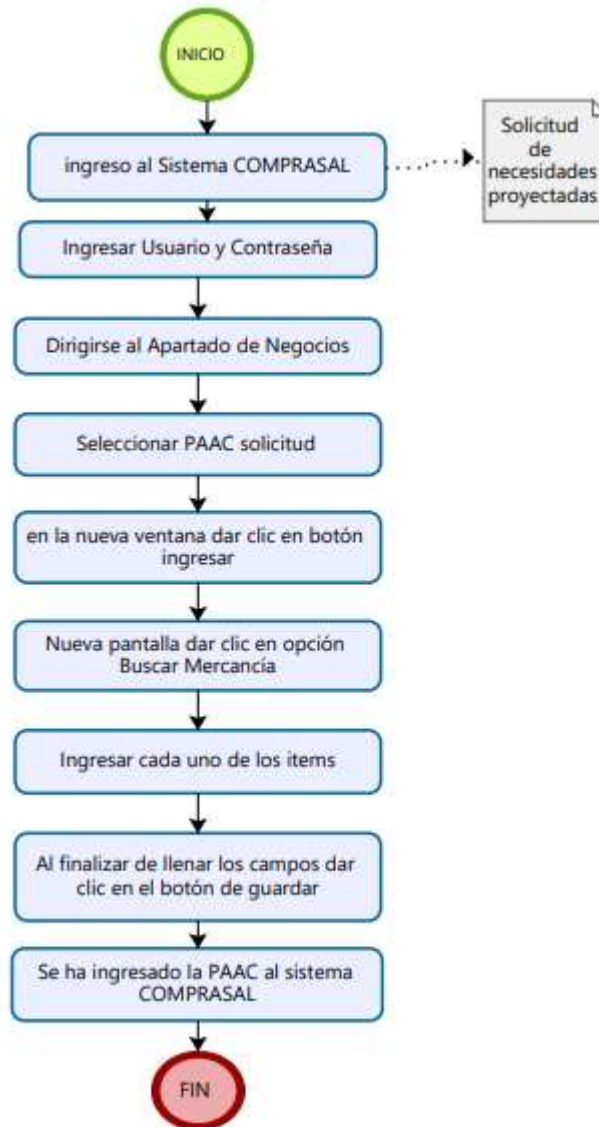 INICIO
ingreso al Sistema COMPRASAL
Solicitud
de
necesidades
proyectadas
Ingresar Usuario y Contraseña
Dirigirse al Apartado de Negocios
Seleccionar PAAC solicitud
en la nueva ventana dar clic en botón
ingresar
Nueva pantalla dar clic en opción
Buscar Mercancía
Ingresar cada uno de los items
Al finalizar de llenar los campos dar
clic en el botón de guardar
Se ha ingresado la PAAC al sistema
COMPRASAL
FIN